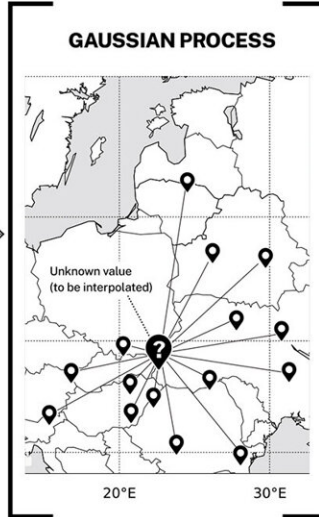 GAUSSIAN PROCESS
Unknown value
(to be interpolated)
?
20°E
30°E